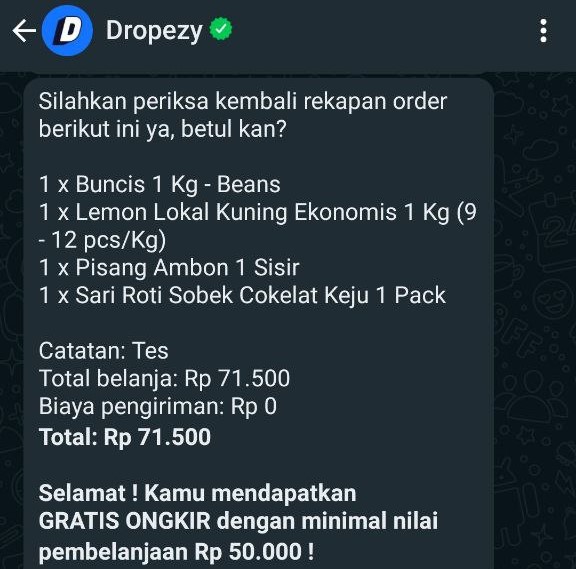 Dropezy
Silahkan periksa kembali rekapan order
berikut ini ya, betul kan?
1 x Buncis 1 Kg - Beans
1 x Lemon Lokal Kuning Ekonomis 1 Kg (9
- 12 pcs/Kg)
1 x Pisang Ambon 1 Sisir
1 x Sari Roti Sobek Cokelat Keju 1 Pack
Catatan: Tes
Total belanja: Rp 71.500
Biaya pengiriman: Rp 0
Total: Rp 71.500
Selamat ! Kamu mendapatkan
GRATIS ONGKIR dengan minimal nilai
pembelanjaan Rp 50.000 !